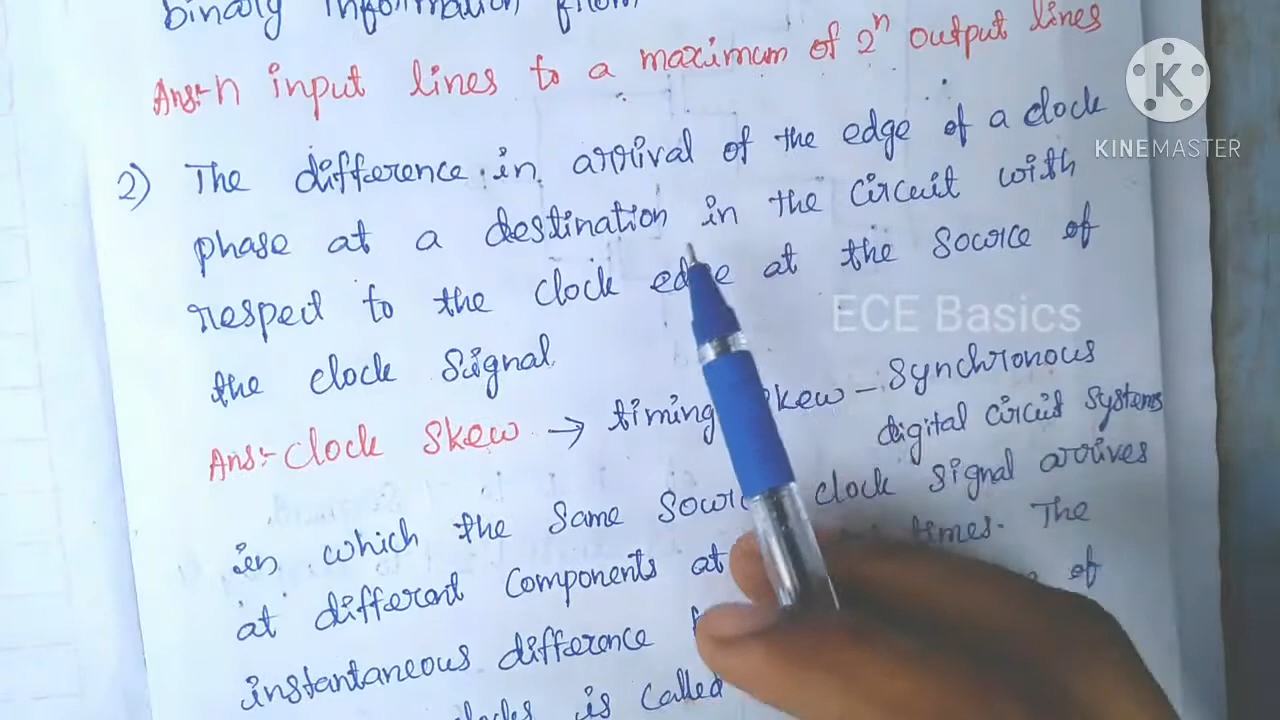 binary information from
Ans:- n input lines to a maximum of 2ⁿ output lines
2) The difference in arrival of the edge of a clock
phase at a destination in the circuit with
respect to the clock edge at the source of
the clock signal
Ans:- clock skew → timing skew - synchronous
digital circuit systems
in which the same source clock signal arrives
at different components at times. The
instantaneous difference of
is called
K
KINEMASTER
ECE Basics